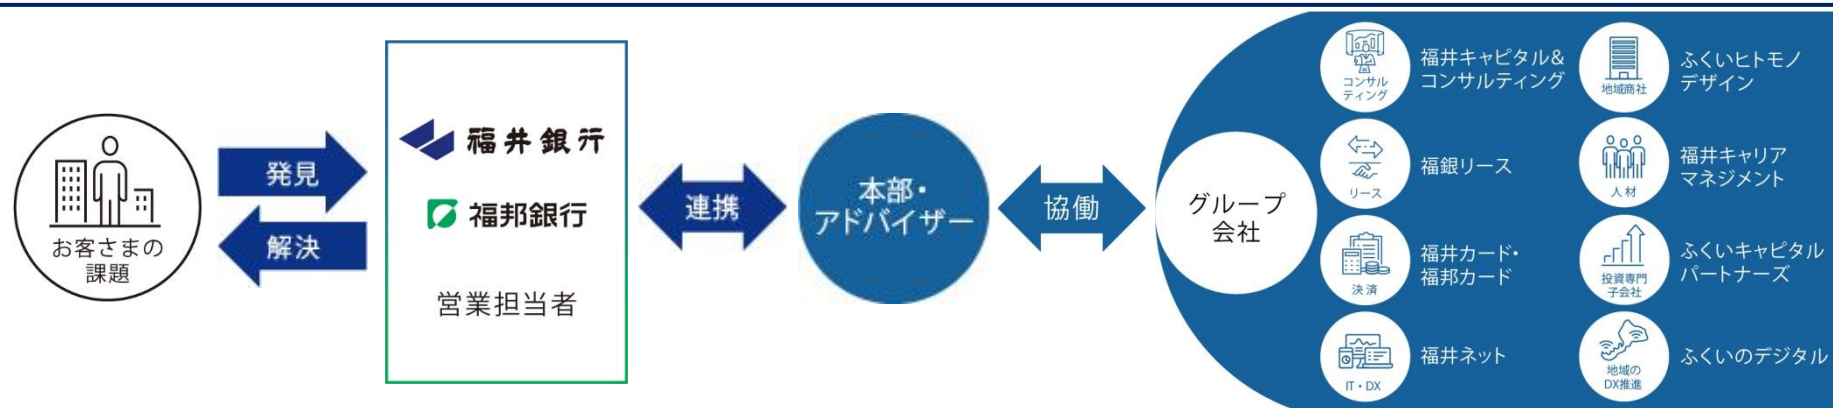 お客さまの
課題
発見
解決
福井銀行
福邦銀行
営業担当者
連携
本部・
アドバイザー
協働
グループ
会社
コンサル
ティング
福井キャピタル&
コンサルティング
リース
福銀リース
決済
福井カード・
福邦カード
IT・DX
福井ネット
地域商社
ふくいヒトモノ
デザイン
人材
福井キャリア
マネジメント
投資専門
子会社
ふくいキャピタル
パートナーズ
地域の
DX推進
ふくいのデジタル